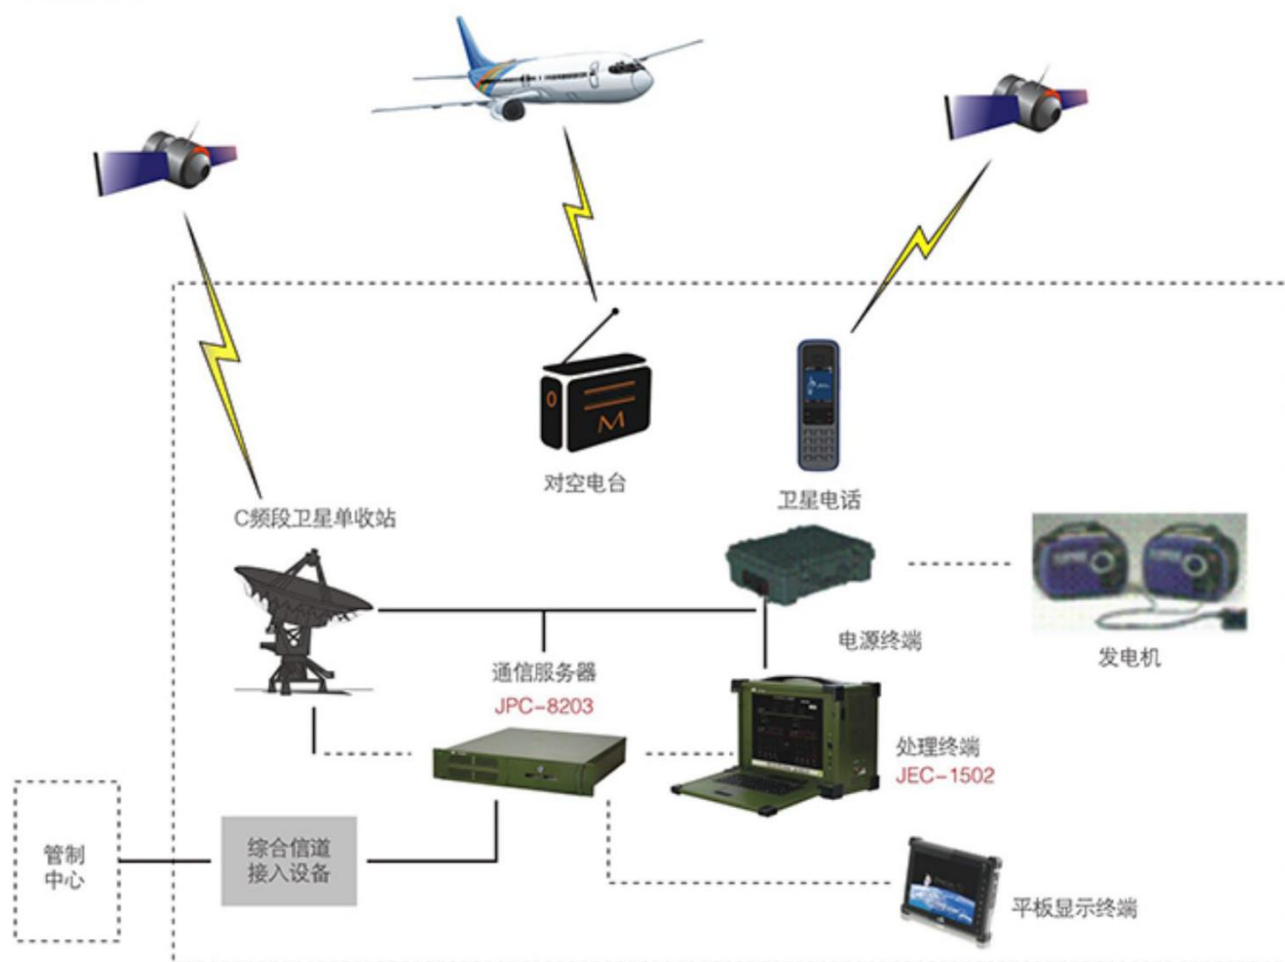 对空电台
卫星电话
C频段卫星单收站
电源终端
发电机
通信服务器
JPC-8203
处理终端
JEC-1502
管制
中心
综合信道
接入设备
平板显示终端
M